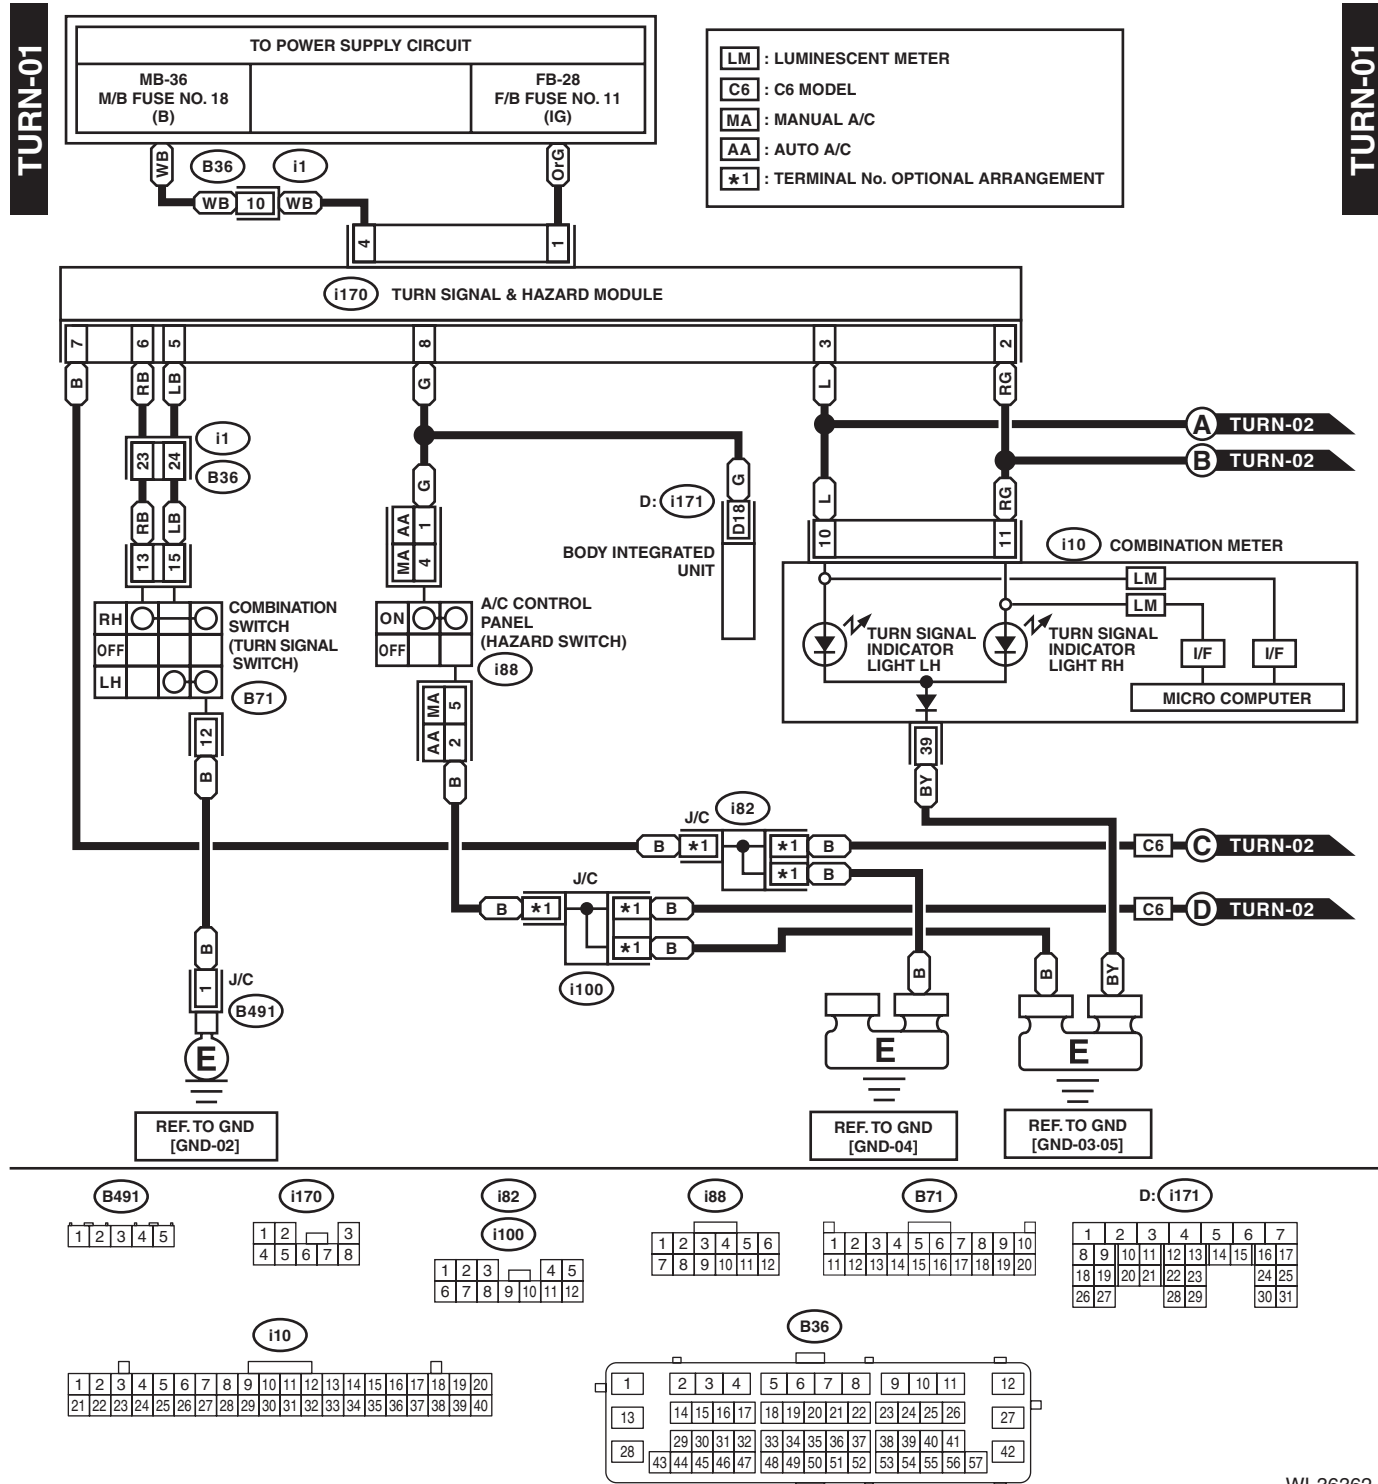 TURN-01
TURN-01
TO POWER SUPPLY CIRCUIT
MB-36
M/B FUSE NO. 18
(B)
FB-28
F/B FUSE NO. 11
(IG)
LM : LUMINESCENT METER
C6 : C6 MODEL
MA : MANUAL A/C
AA : AUTO A/C
*1 : TERMINAL No. OPTIONAL ARRANGEMENT
WB
B36
i1
OrG
WB 10 WB
4
1
i170 TURN SIGNAL & HAZARD MODULE
7
6
5
8
3
2
B
RB
LB
G
L
RG
A TURN-02
B TURN-02
i1
23
24
B36
RB
LB
13
15
G
G
D: i171
D18
BODY INTEGRATED
UNIT
AA 1
MA 4
L
RG
10
11
i10 COMBINATION METER
LM
LM
TURN SIGNAL
INDICATOR
LIGHT LH
TURN SIGNAL
INDICATOR
LIGHT RH
I/F
I/F
MICRO COMPUTER
RH
OFF
LH
COMBINATION
SWITCH
(TURN SIGNAL
SWITCH)
B71
ON
OFF
A/C CONTROL
PANEL
(HAZARD SWITCH)
i88
MA 5
AA 2
12
B
B
39
BY
J/C
i82
B *1
*1 B
*1 B
C6 C TURN-02
J/C
B *1
*1 B
*1 B
C6 D TURN-02
i100
B
1
J/C
B491
E
B
B
BY
E
E
REF. TO GND
[GND-02]
REF. TO GND
[GND-04]
REF. TO GND
[GND-03·05]
B491
1 2 3 4 5
i170
1 2 3
4 5 6 7 8
i82
i100
1 2 3 4 5
6 7 8 9 10 11 12
i88
1 2 3 4 5 6
7 8 9 10 11 12
B71
1 2 3 4 5 6 7 8 9 10
11 12 13 14 15 16 17 18 19 20
D: i171
1 2 3 4 5 6 7
8 9 10 11 12 13 14 15 16 17
18 19 20 21 22 23 24 25
26 27 28 29 30 31
i10
1 2 3 4 5 6 7 8 9 10 11 12 13 14 15 16 17 18 19 20
21 22 23 24 25 26 27 28 29 30 31 32 33 34 35 36 37 38 39 40
B36
1 2 3 4 5 6 7 8 9 10 11 12
13 14 15 16 17 18 19 20 21 22 23 24 25 26 27
28 29 30 31 32 33 34 35 36 37 38 39 40 41 42
43 44 45 46 47 48 49 50 51 52 53 54 55 56 57